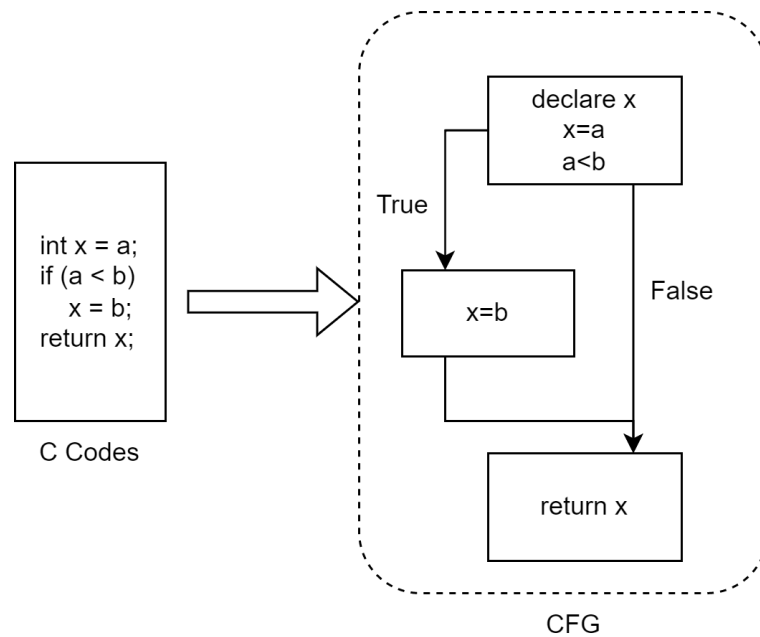 int x = a;
if (a < b)
x = b;
return x;
C Codes
declare x
x=a
a<b
True
False
x=b
return x
CFG